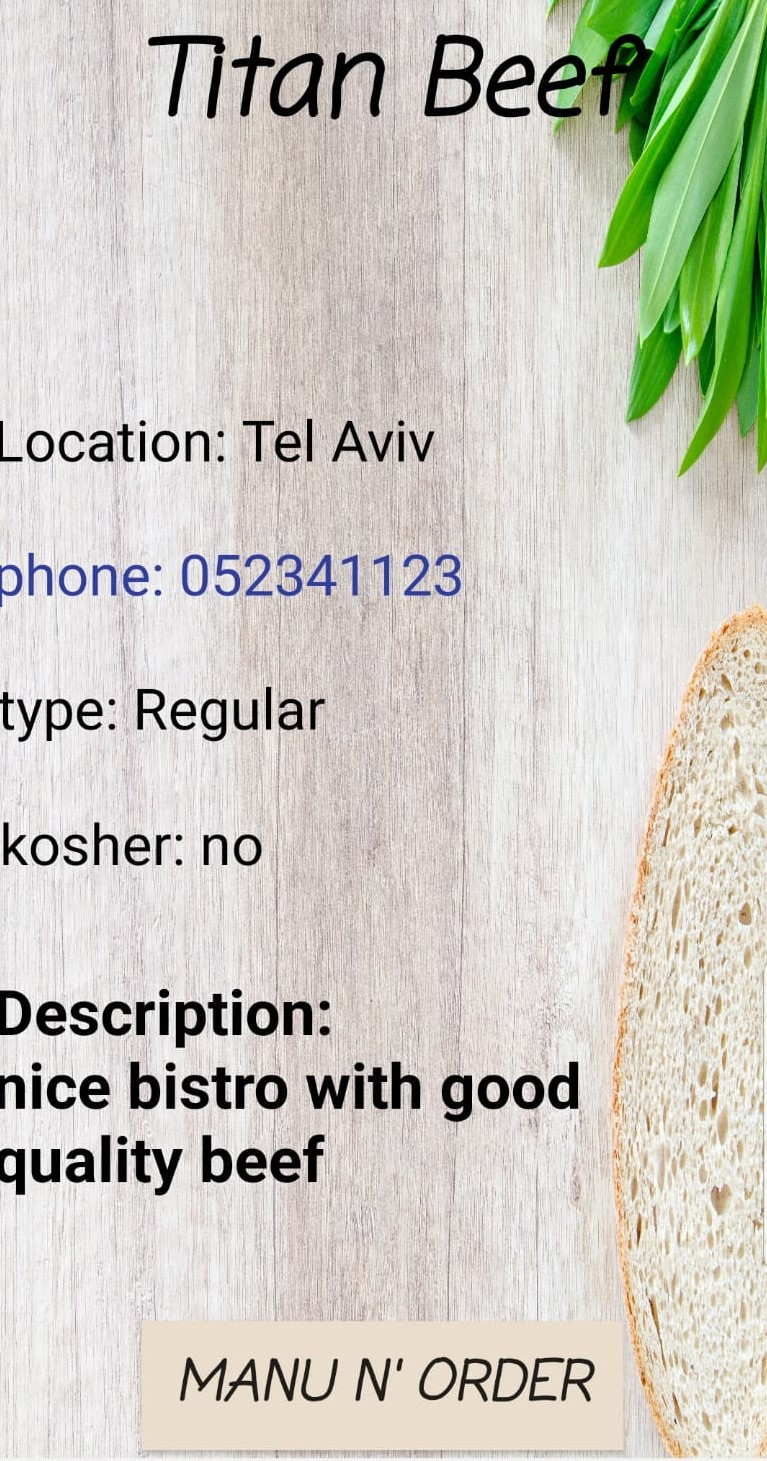 Titan Beef
Location: Tel Aviv
phone: 052341123
type: Regular
kosher: no
Description:
nice bistro with good
quality beef
MANU N' ORDER